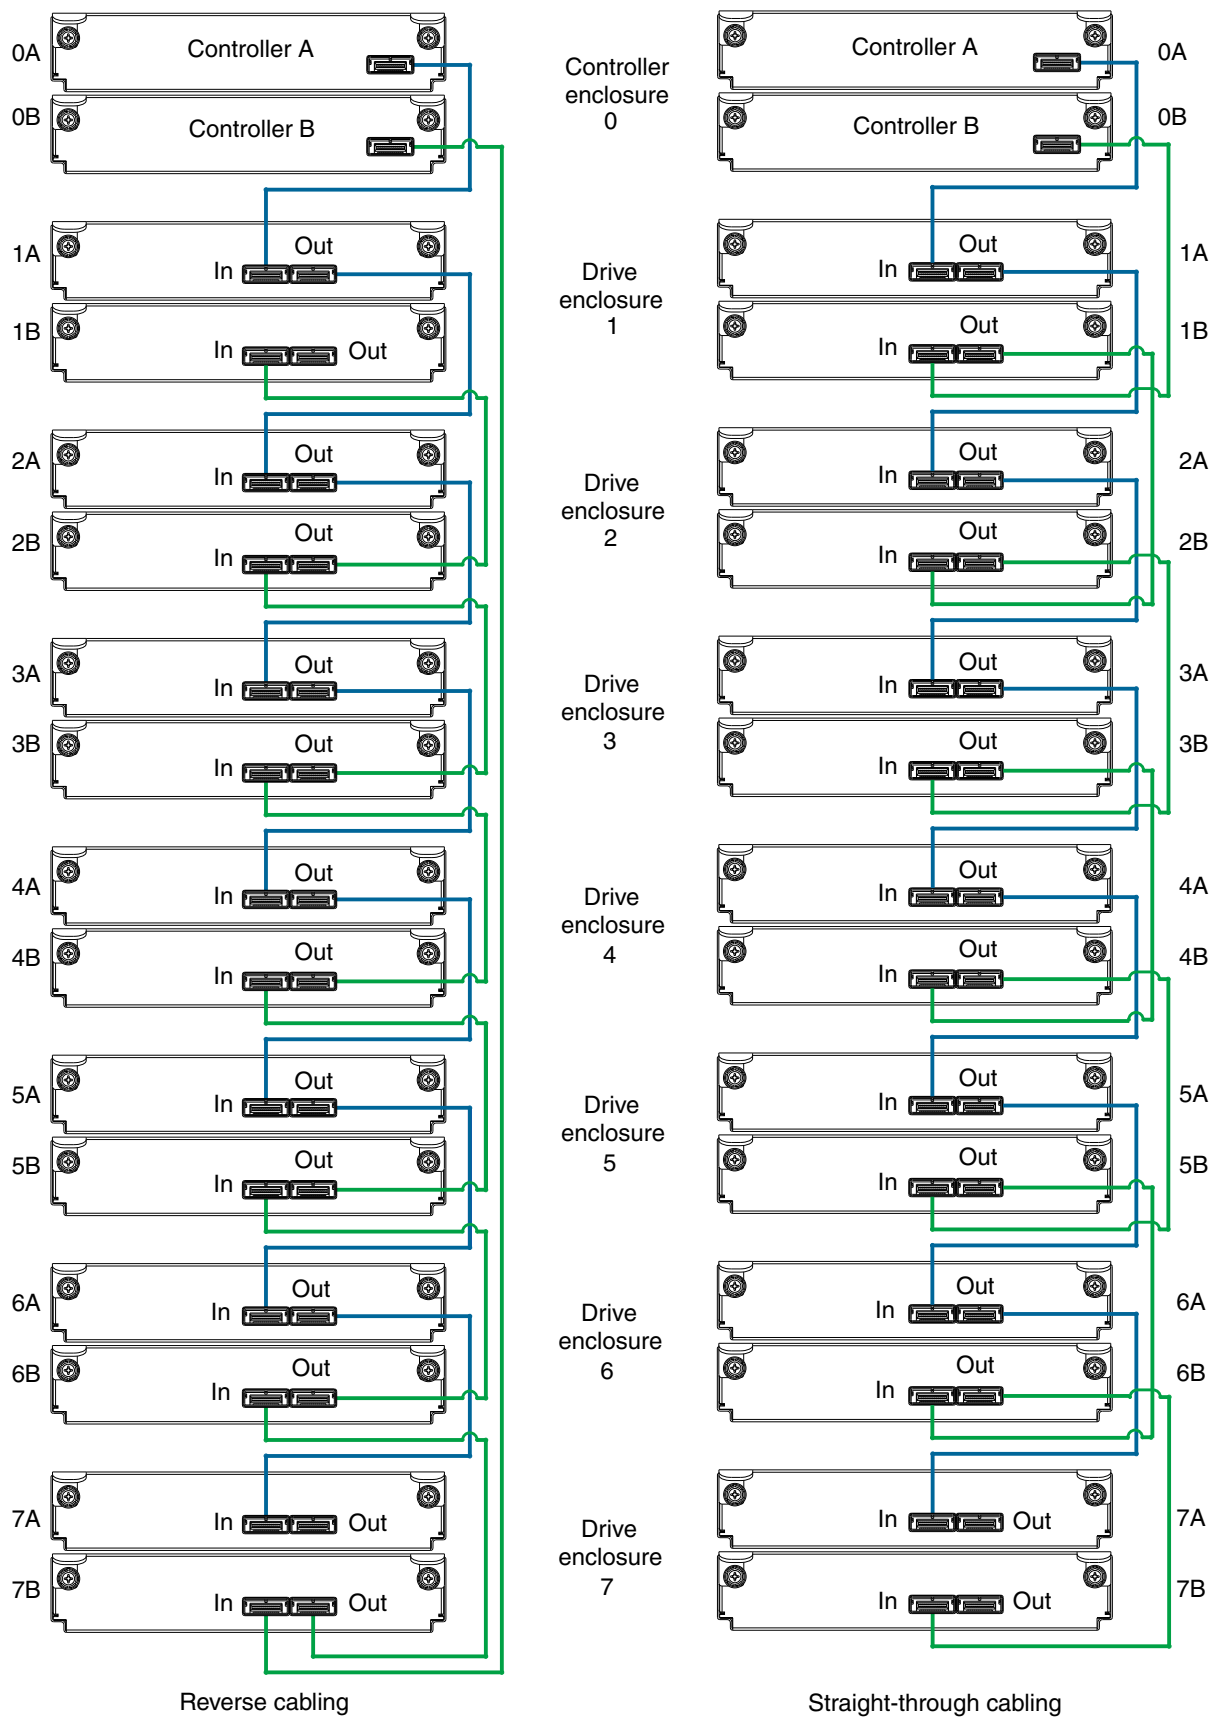 0A
Controller A
0B
Controller B
Controller
enclosure
0
Controller A
0A
Controller B
0B
1A
In
Out
1B
In
Out
Drive
enclosure
1
In
Out
1A
In
Out
1B
2A
In
Out
2B
In
Out
Drive
enclosure
2
In
Out
2A
In
Out
2B
3A
In
Out
3B
In
Out
Drive
enclosure
3
In
Out
3A
In
Out
3B
4A
In
Out
4B
In
Out
Drive
enclosure
4
In
Out
4A
In
Out
4B
5A
In
Out
5B
In
Out
Drive
enclosure
5
In
Out
5A
In
Out
5B
6A
In
Out
6B
In
Out
Drive
enclosure
6
In
Out
6A
In
Out
6B
7A
In
Out
7B
In
Out
Drive
enclosure
7
In
Out
7A
In
Out
7B
Reverse cabling
Straight-through cabling